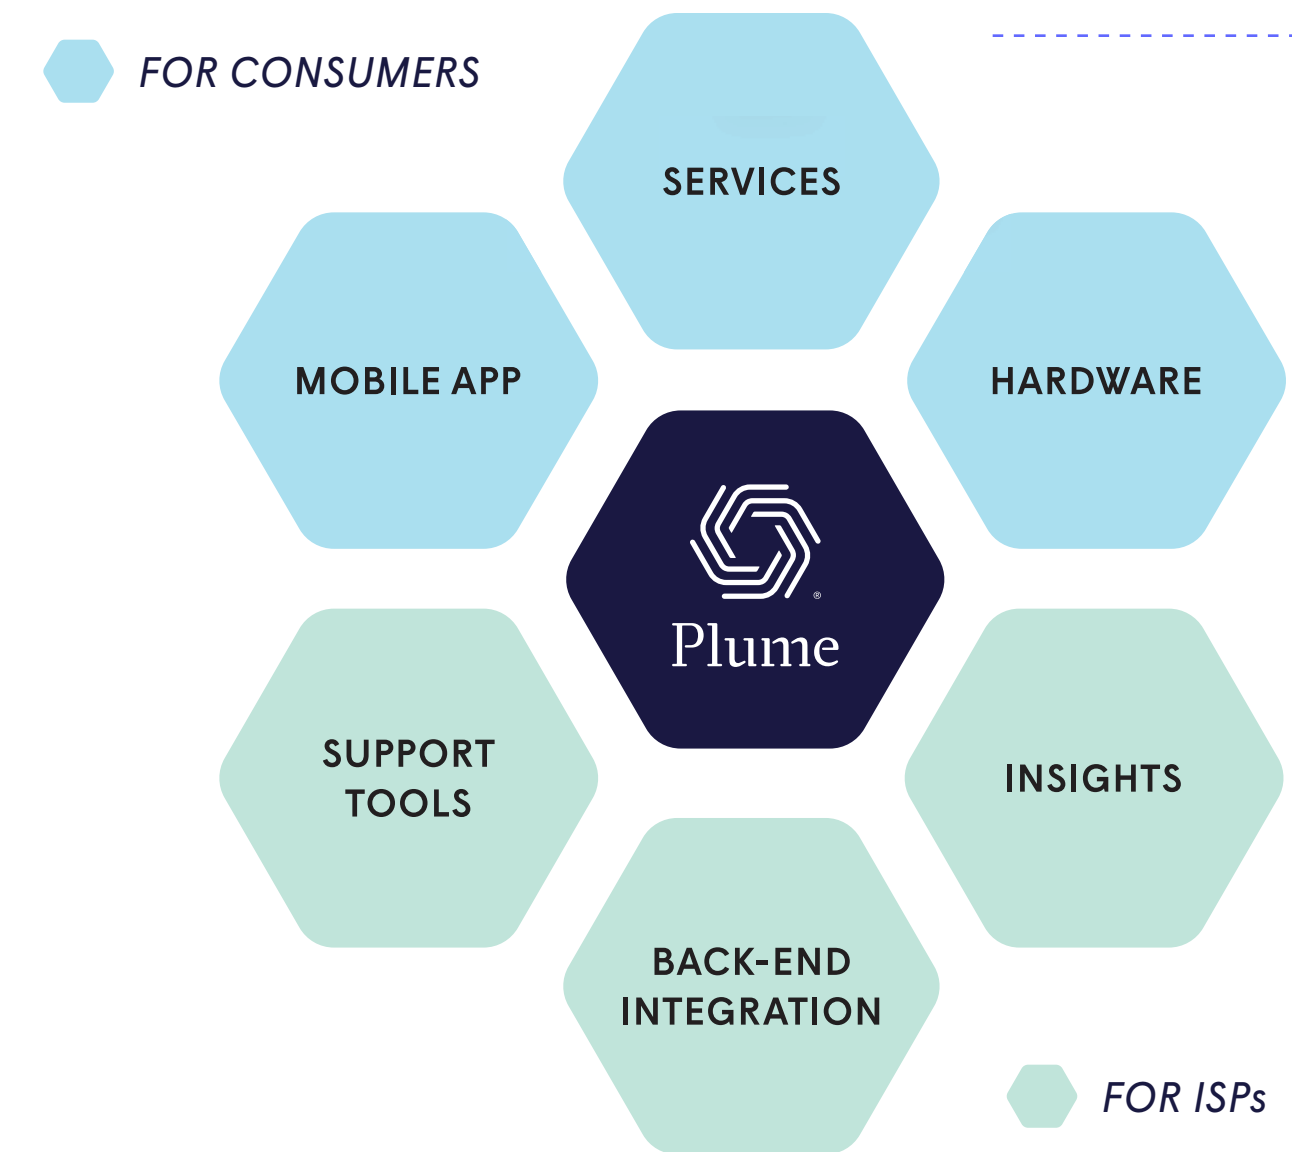 FOR CONSUMERS
SERVICES
MOBILE APP
HARDWARE
Plume
®
SUPPORT
TOOLS
INSIGHTS
BACK-END
INTEGRATION
FOR ISPs